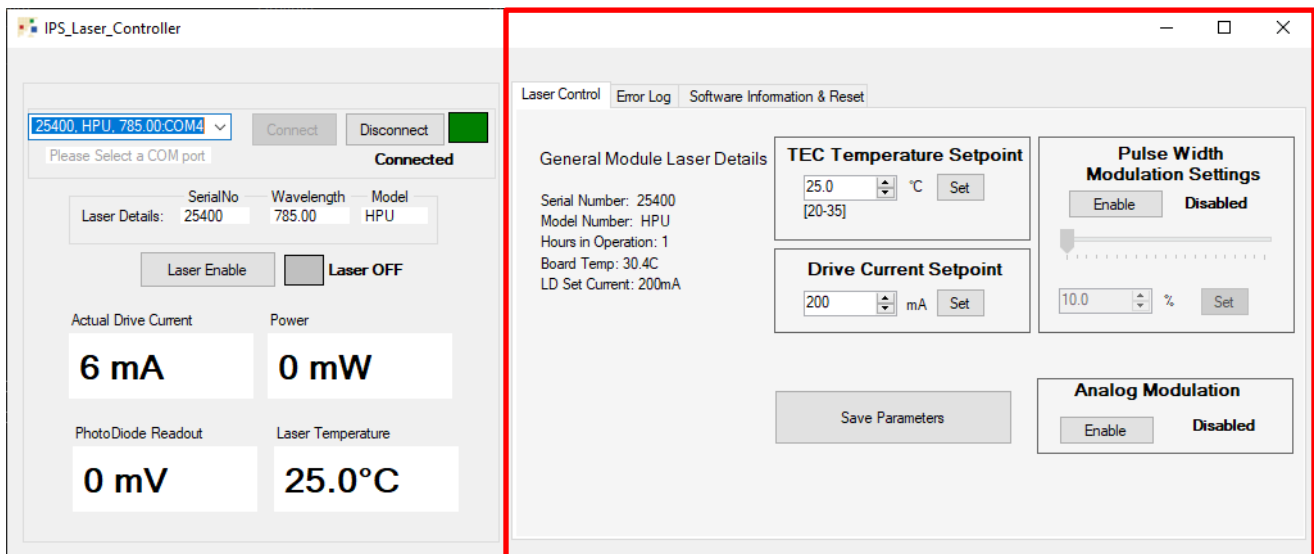 IPS_Laser_Controller
25400, HPU, 785.00:COM4
Connect
Disconnect
Please Select a COM port
Connected
SerialNo Wavelength Model
Laser Details: 25400 785.00 HPU
Laser Enable
Laser OFF
Actual Drive Current
Power
6 mA
0 mW
PhotoDiode Readout
Laser Temperature
0 mV
25.0°C
Laser Control
Error Log
Software Information & Reset
General Module Laser Details
Serial Number: 25400
Model Number: HPU
Hours in Operation: 1
Board Temp: 30.4C
LD Set Current: 200mA
TEC Temperature Setpoint
25.0 °C Set
[20-35]
Drive Current Setpoint
200 mA Set
Save Parameters
Pulse Width
Modulation Settings
Enable Disabled
10.0 % Set
Analog Modulation
Enable Disabled